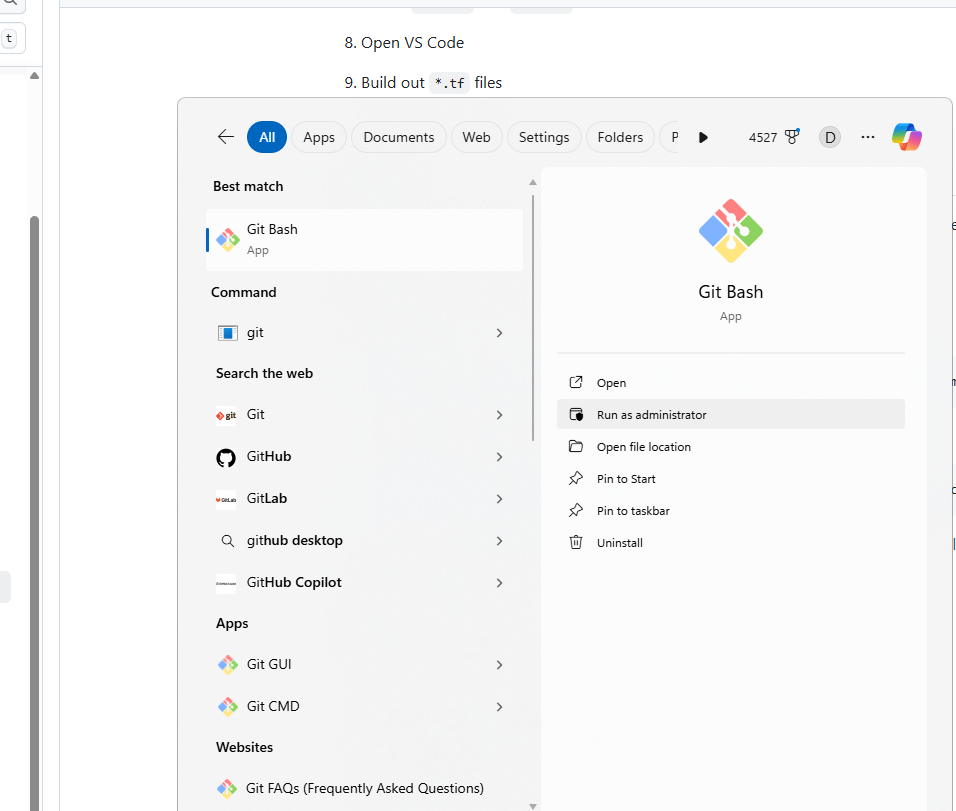 t
8. Open VS Code
9. Build out *.tf files
All Apps Documents Web Settings Folders P 4527 D
Best match
Git Bash
App
Command
git
Search the web
git Git
GitHub
GitLab GitLab
github desktop
GitHub Copilot
Apps
Git GUI
Git CMD
Websites
Git FAQs (Frequently Asked Questions)
Git Bash
App
Open
Run as administrator
Open file location
Pin to Start
Pin to taskbar
Uninstall